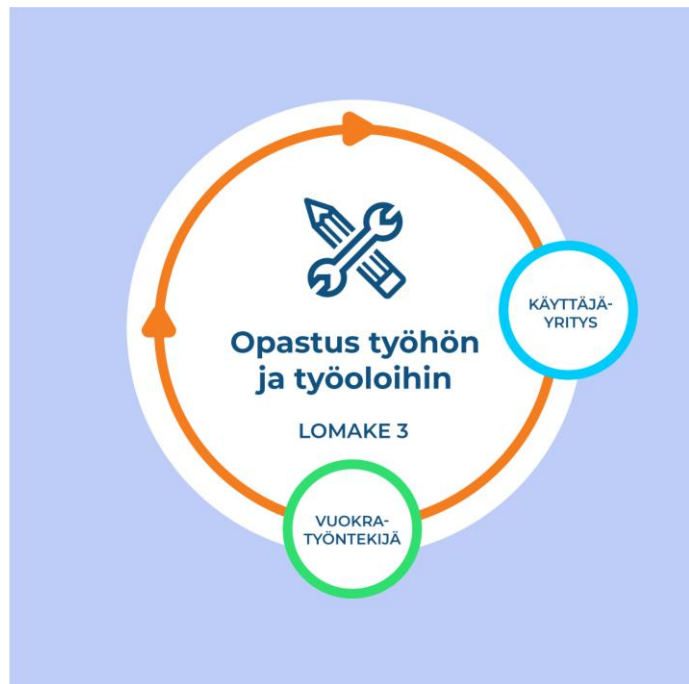 Opastus työhön
ja työoloihin
LOMAKE 3
KÄYTTÄJÄ-
YRITYS
VUOKRA-
TYÖNTEKIJÄ